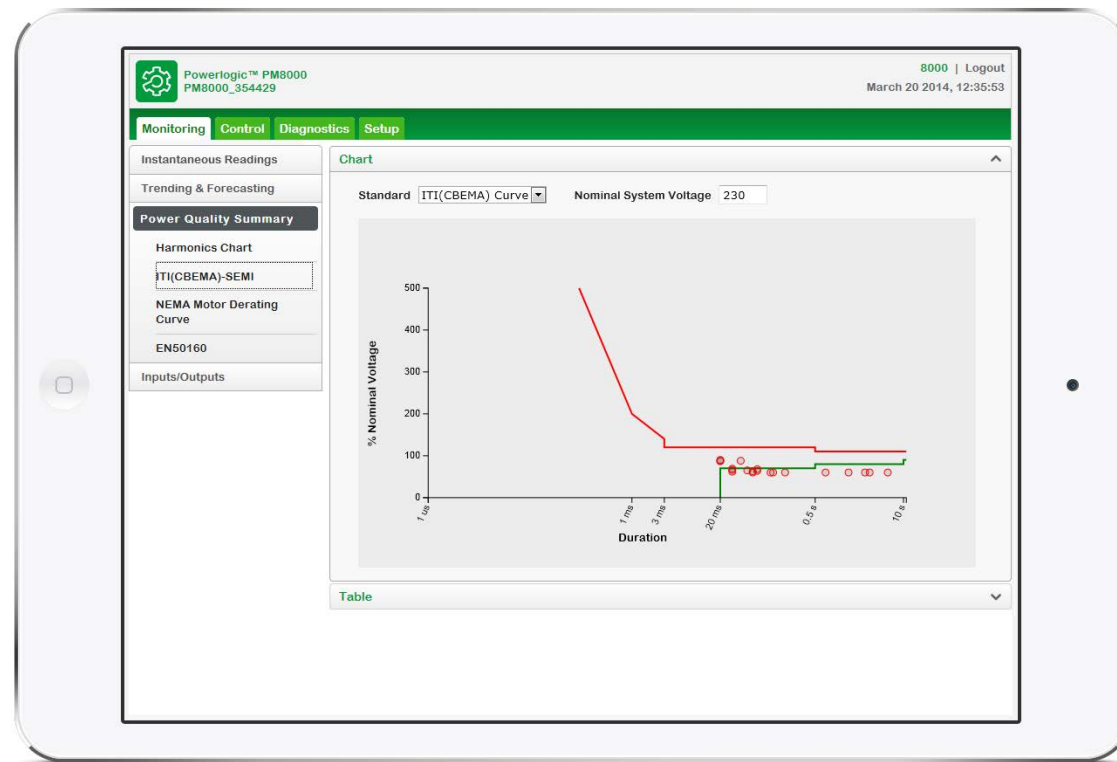 Powerlogic™ PM8000
PM8000_354429
8000 | Logout
March 20 2014, 12:35:53
Monitoring Control Diagnostics Setup
Instantaneous Readings
Trending & Forecasting
Power Quality Summary
Harmonics Chart
ITI(CBEMA)-SEMI
NEMA Motor Derating
Curve
EN50160
Inputs/Outputs
Chart
Standard ITI(CBEMA) Curve Nominal System Voltage 230
% Nominal Voltage
500
400
300
200
100
0
1 us
1 ms
3 ms
20 ms
0.5 s
10 s
Duration
Table